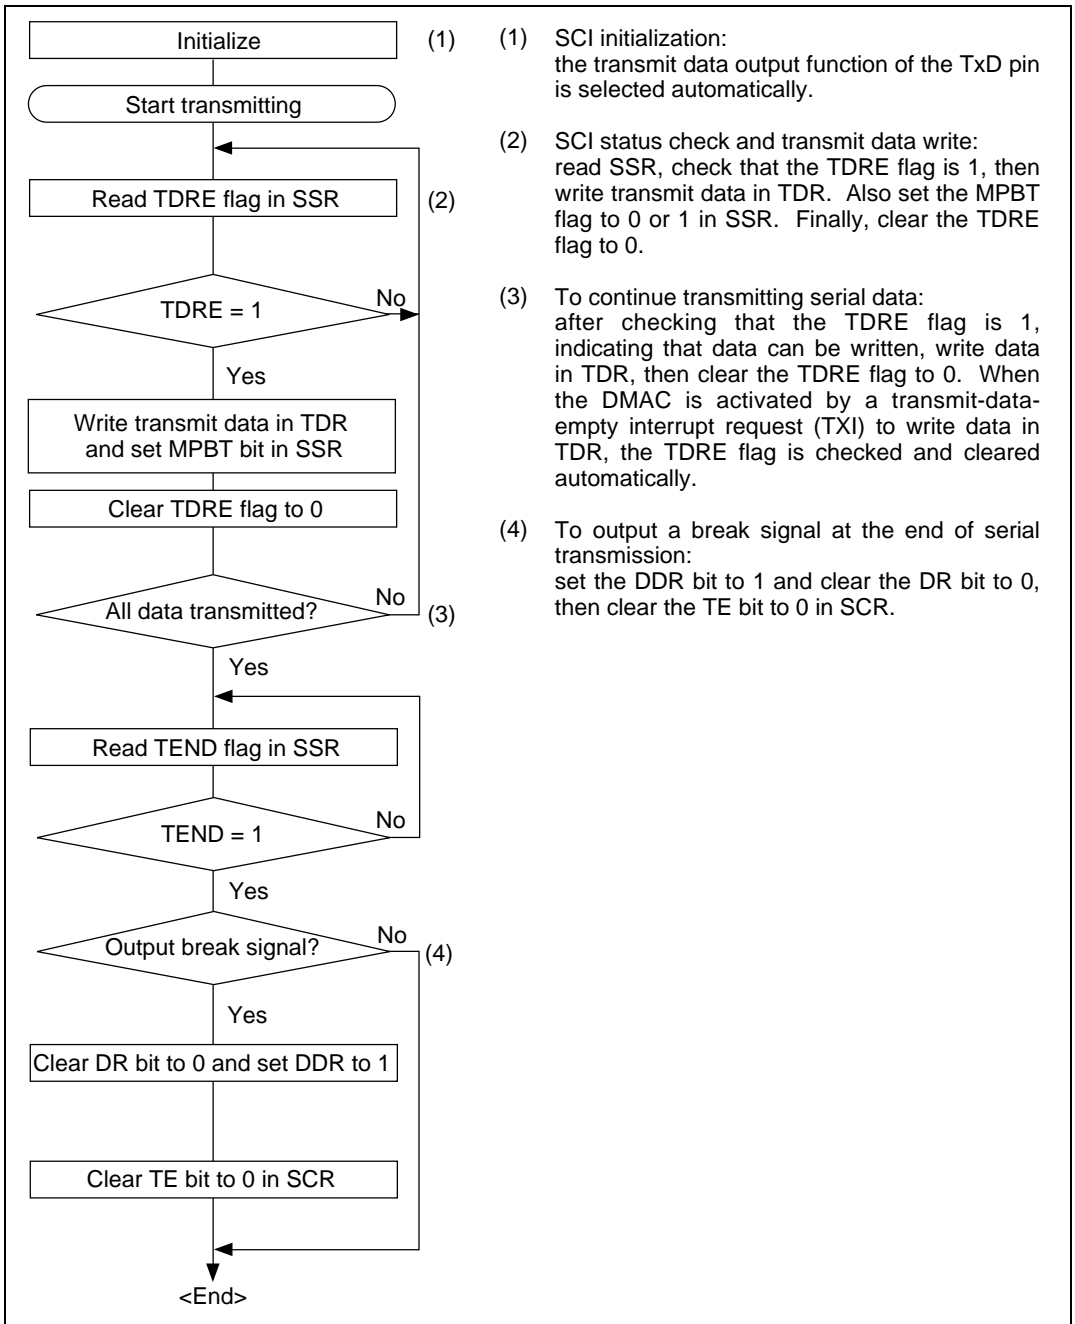 Initialize
(1)
Start transmitting
Read TDRE flag in SSR
(2)
TDRE = 1
No
Yes
Write transmit data in TDR
and set MPBT bit in SSR
Clear TDRE flag to 0
All data transmitted?
No
(3)
Yes
Read TEND flag in SSR
TEND = 1
No
Yes
Output break signal?
No
(4)
Yes
Clear DR bit to 0 and set DDR to 1
Clear TE bit to 0 in SCR
<End>
(1) SCI initialization:
the transmit data output function of the TxD pin
is selected automatically.
(2) SCI status check and transmit data write:
read SSR, check that the TDRE flag is 1, then
write transmit data in TDR. Also set the MPBT
flag to 0 or 1 in SSR. Finally, clear the TDRE
flag to 0.
(3) To continue transmitting serial data:
after checking that the TDRE flag is 1,
indicating that data can be written, write data
in TDR, then clear the TDRE flag to 0. When
the DMAC is activated by a transmit-data-
empty interrupt request (TXI) to write data in
TDR, the TDRE flag is checked and cleared
automatically.
(4) To output a break signal at the end of serial
transmission:
set the DDR bit to 1 and clear the DR bit to 0,
then clear the TE bit to 0 in SCR.